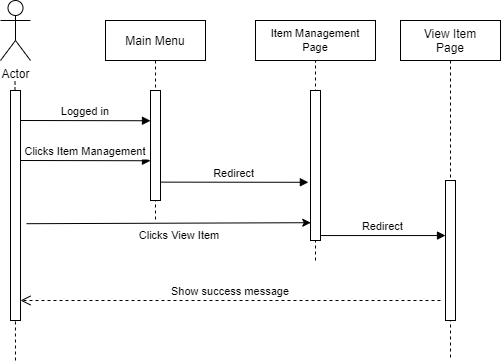 Main Menu
Item Management
Page
View Item
Page
Actor
Logged in
Clicks Item Management
Redirect
Clicks View Item
Redirect
Show success message